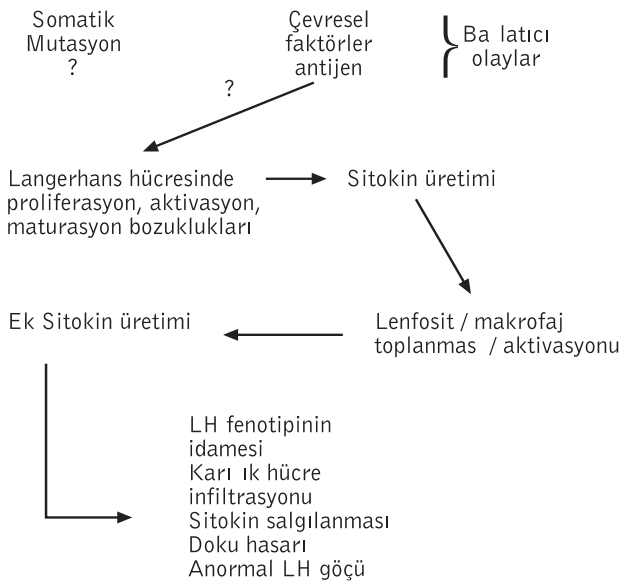 Somatik
Mutasyon
?
Çevresel
faktörler
antijen
Ba latıcı
olaylar
?
Langerhans hücresinde
proliferasyon, aktivasyon,
maturasyon bozuklukları
Sitokin üretimi
Ek Sitokin üretimi
Lenfosit / makrofaj
toplanmas / aktivasyonu
LH fenotipinin
idamesi
Karı ık hücre
infiltrasyonu
Sitokin salgılanması
Doku hasarı
Anormal LH göçü